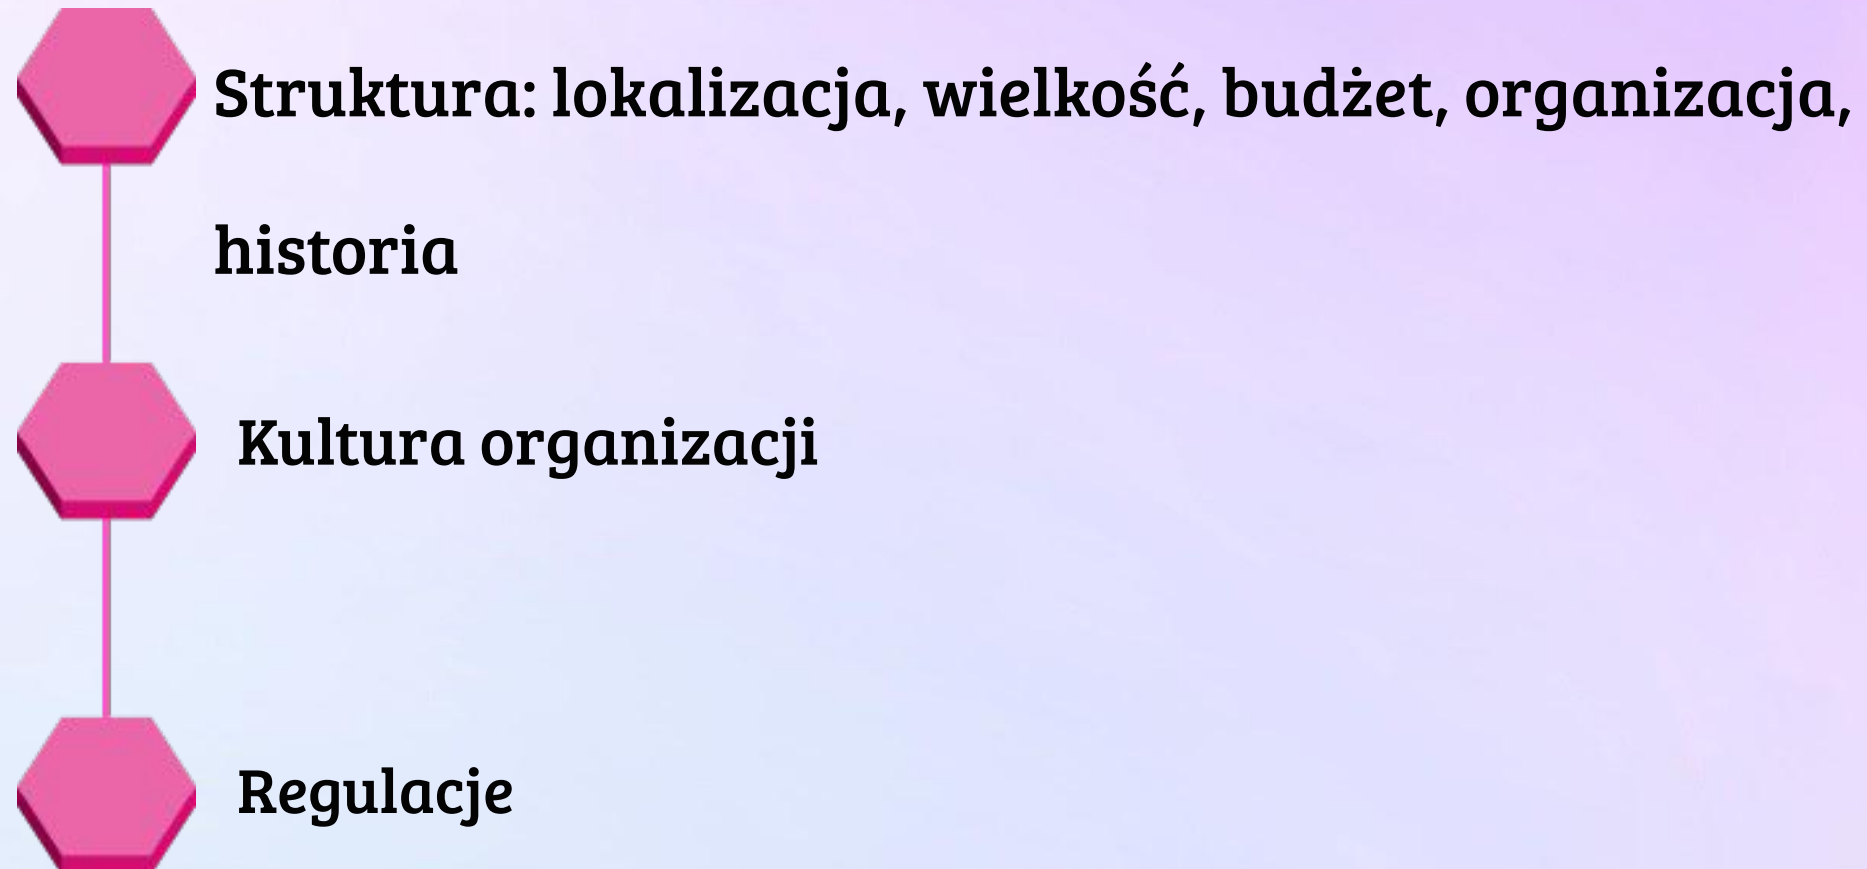 Struktura: lokalizacja, wielkość, budżet, organizacja,
historia
Kultura organizacji
Regulacje